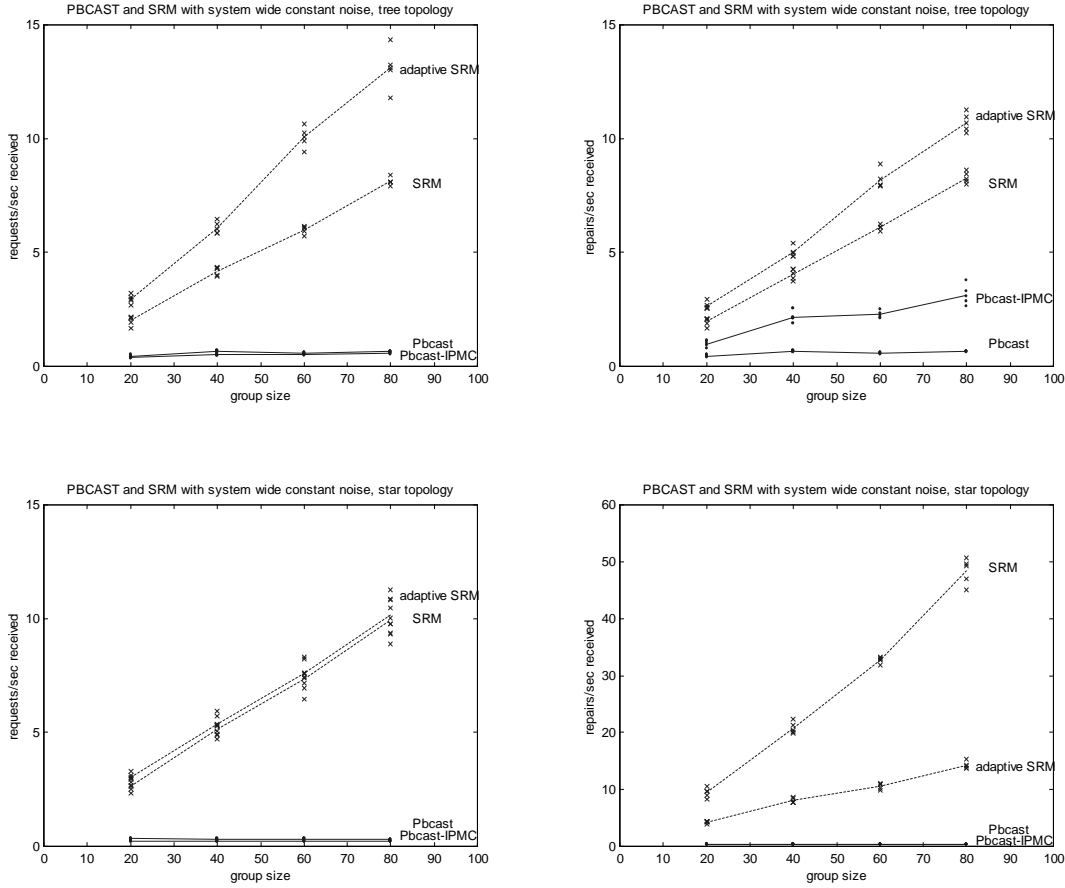 PBCAST and SRM with system wide constant noise, tree topology
15
10
5
0
requests/sec received
adaptive SRM
SRM
Pbcast
Pbcast-IPMC
0 10 20 30 40 50 60 70 80 90 100
group size
PBCAST and SRM with system wide constant noise, tree topology
15
10
5
0
repairs/sec received
adaptive SRM
SRM
Pbcast-IPMC
Pbcast
0 10 20 30 40 50 60 70 80 90 100
group size
PBCAST and SRM with system wide constant noise, star topology
15
10
5
0
requests/sec received
adaptive SRM
SRM
Pbcast
Pbcast-IPMC
0 10 20 30 40 50 60 70 80 90 100
group size
PBCAST and SRM with system wide constant noise, star topology
60
50
40
30
20
10
0
repairs/sec received
SRM
adaptive SRM
Pbcast
Pbcast-IPMC
0 10 20 30 40 50 60 70 80 90 100
group size